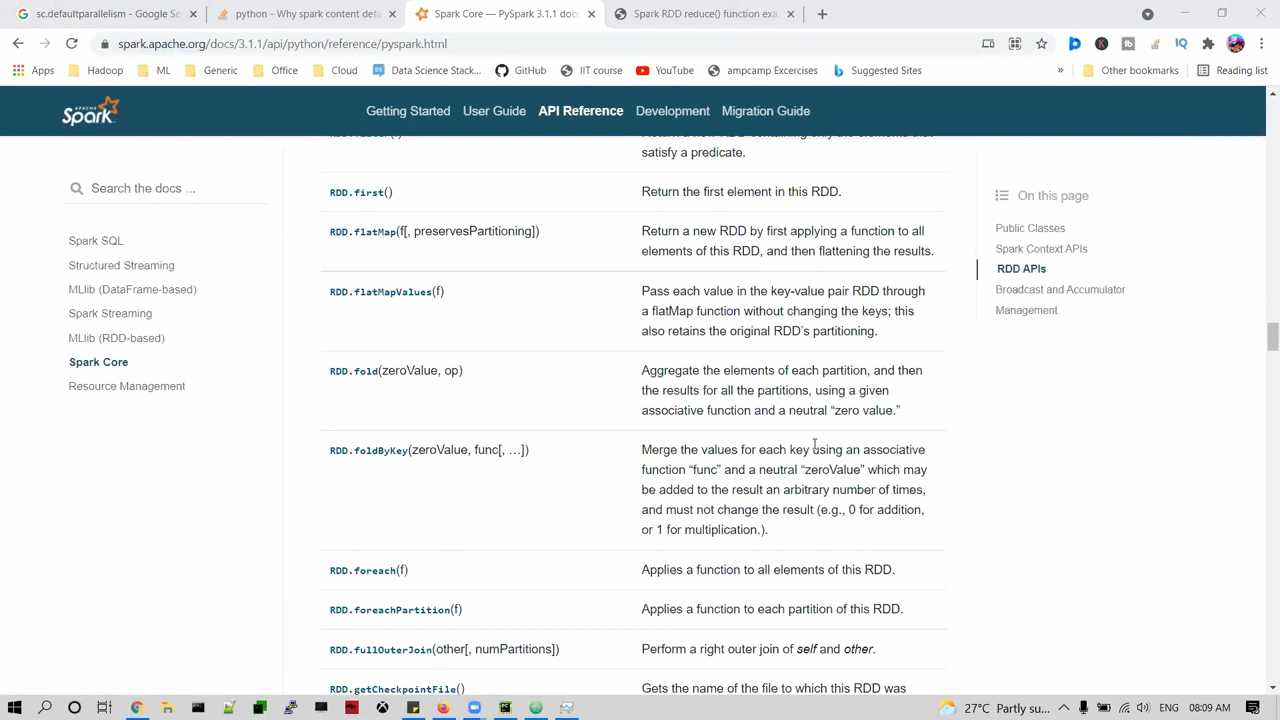 sc.defaultparallelism - Google Se
python - Why spark content defa
Spark Core — PySpark 3.1.1 docu
Spark RDD reduce() function exa
spark.apache.org/docs/3.1.1/api/python/reference/pyspark.html
Apps
Hadoop
ML
Generic
Office
Cloud
Data Science Stack...
GitHub
IIT course
YouTube
ampcamp Excercises
Suggested Sites
»
Other bookmarks
Reading list
APACHE
Spark
Getting Started
User Guide
API Reference
Development
Migration Guide
satisfy a predicate.
Search the docs ...
Spark SQL
Structured Streaming
MLlib (DataFrame-based)
Spark Streaming
MLlib (RDD-based)
Spark Core
Resource Management
RDD.first()
Return the first element in this RDD.
RDD.flatMap(f[, preservesPartitioning])
Return a new RDD by first applying a function to all
elements of this RDD, and then flattening the results.
RDD.flatMapValues(f)
Pass each value in the key-value pair RDD through
a flatMap function without changing the keys; this
also retains the original RDD's partitioning.
RDD.fold(zeroValue, op)
Aggregate the elements of each partition, and then
the results for all the partitions, using a given
associative function and a neutral “zero value.”
RDD.foldByKey(zeroValue, func[, …])
Merge the values for each key using an associative
function “func” and a neutral “zeroValue” which may
be added to the result an arbitrary number of times,
and must not change the result (e.g., 0 for addition,
or 1 for multiplication.).
RDD.foreach(f)
Applies a function to all elements of this RDD.
RDD.foreachPartition(f)
Applies a function to each partition of this RDD.
RDD.fullOuterJoin(other[, numPartitions])
Perform a right outer join of self and other.
RDD.getCheckpointFile()
Gets the name of the file to which this RDD was
On this page
Public Classes
Spark Context APIs
RDD APIs
Broadcast and Accumulator
Management
27°C Partly su...
ENG
08:09 AM